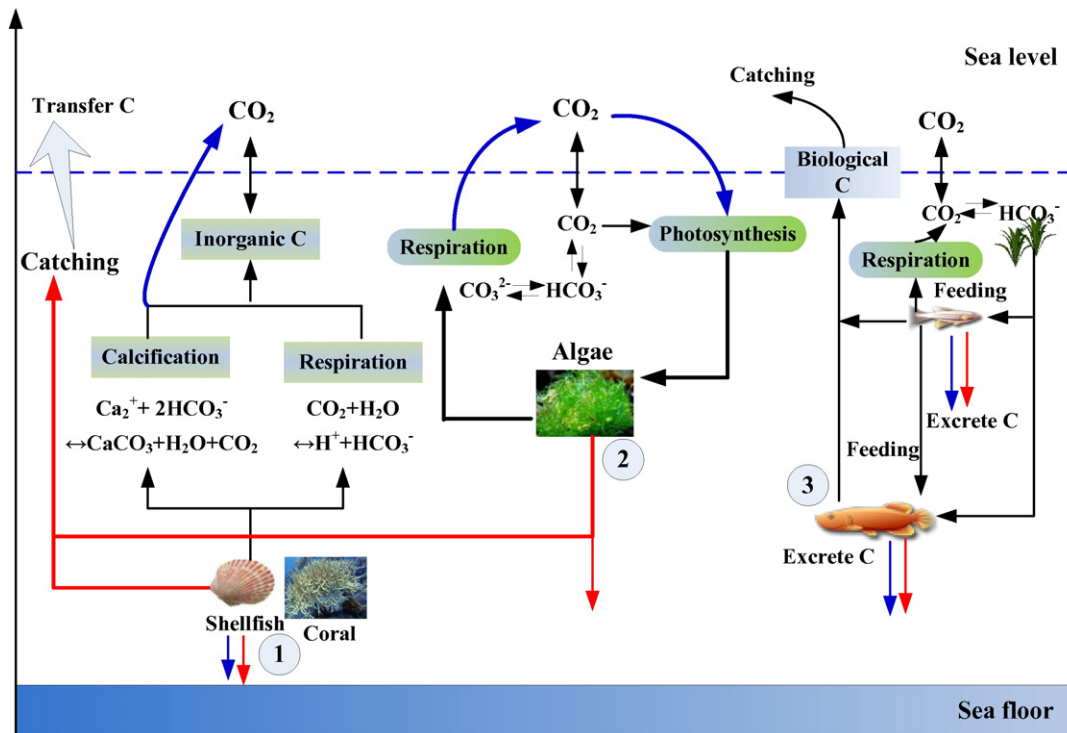 Sea level
Transfer C
CO₂
Catching
Inorganic C
Calcification
Respiration
Ca₂⁺+ 2HCO₃⁻
↔CaCO₃+H₂O+CO₂
CO₂+H₂O
↔H⁺+HCO₃⁻
Shellfish
Coral
1
CO₂
Respiration
CO₂
Photosynthesis
CO₃²⁻
HCO₃⁻
Algae
2
Catching
Biological
C
CO₂
CO₂
HCO₃⁻
Respiration
Feeding
Excrete C
Feeding
3
Excrete C
Sea floor